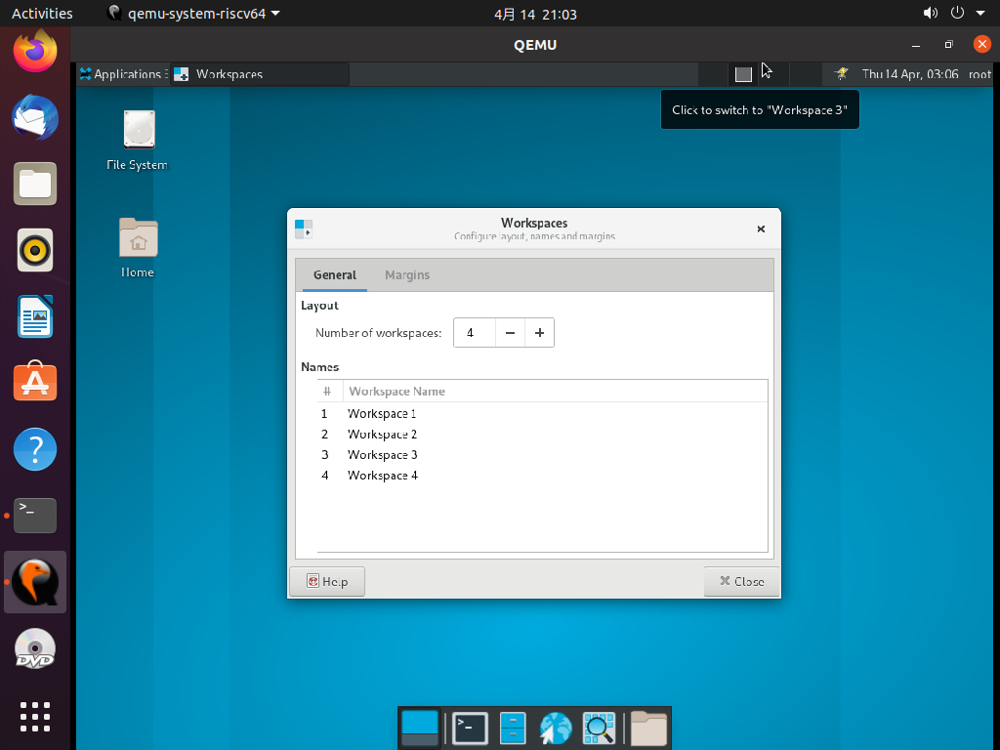 Activities
qemu-system-riscv64
4月 14 21:03
QEMU
Applications
Workspaces
Thu 14 Apr, 03:06
root
Click to switch to "Workspace 3"
File System
Home
Workspaces
Configure layout, names and margins
General
Margins
Layout
Number of workspaces: 4 − +
Names
# Workspace Name
1 Workspace 1
2 Workspace 2
3 Workspace 3
4 Workspace 4
Help
Close
>_
DVD
>_